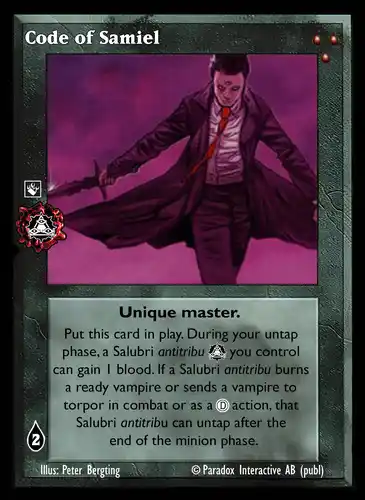 Code of Samiel
Unique master.
Put this card in play. During your untap
phase, a Salubri antitribu you control
can gain 1 blood. If a Salubri antitribu burns
a ready vampire or sends a vampire to
torpor in combat or as a D action, that
Salubri antitribu can untap after the
end of the minion phase.
2
Illus: Peter Bergting © Paradox Interactive AB (publ)